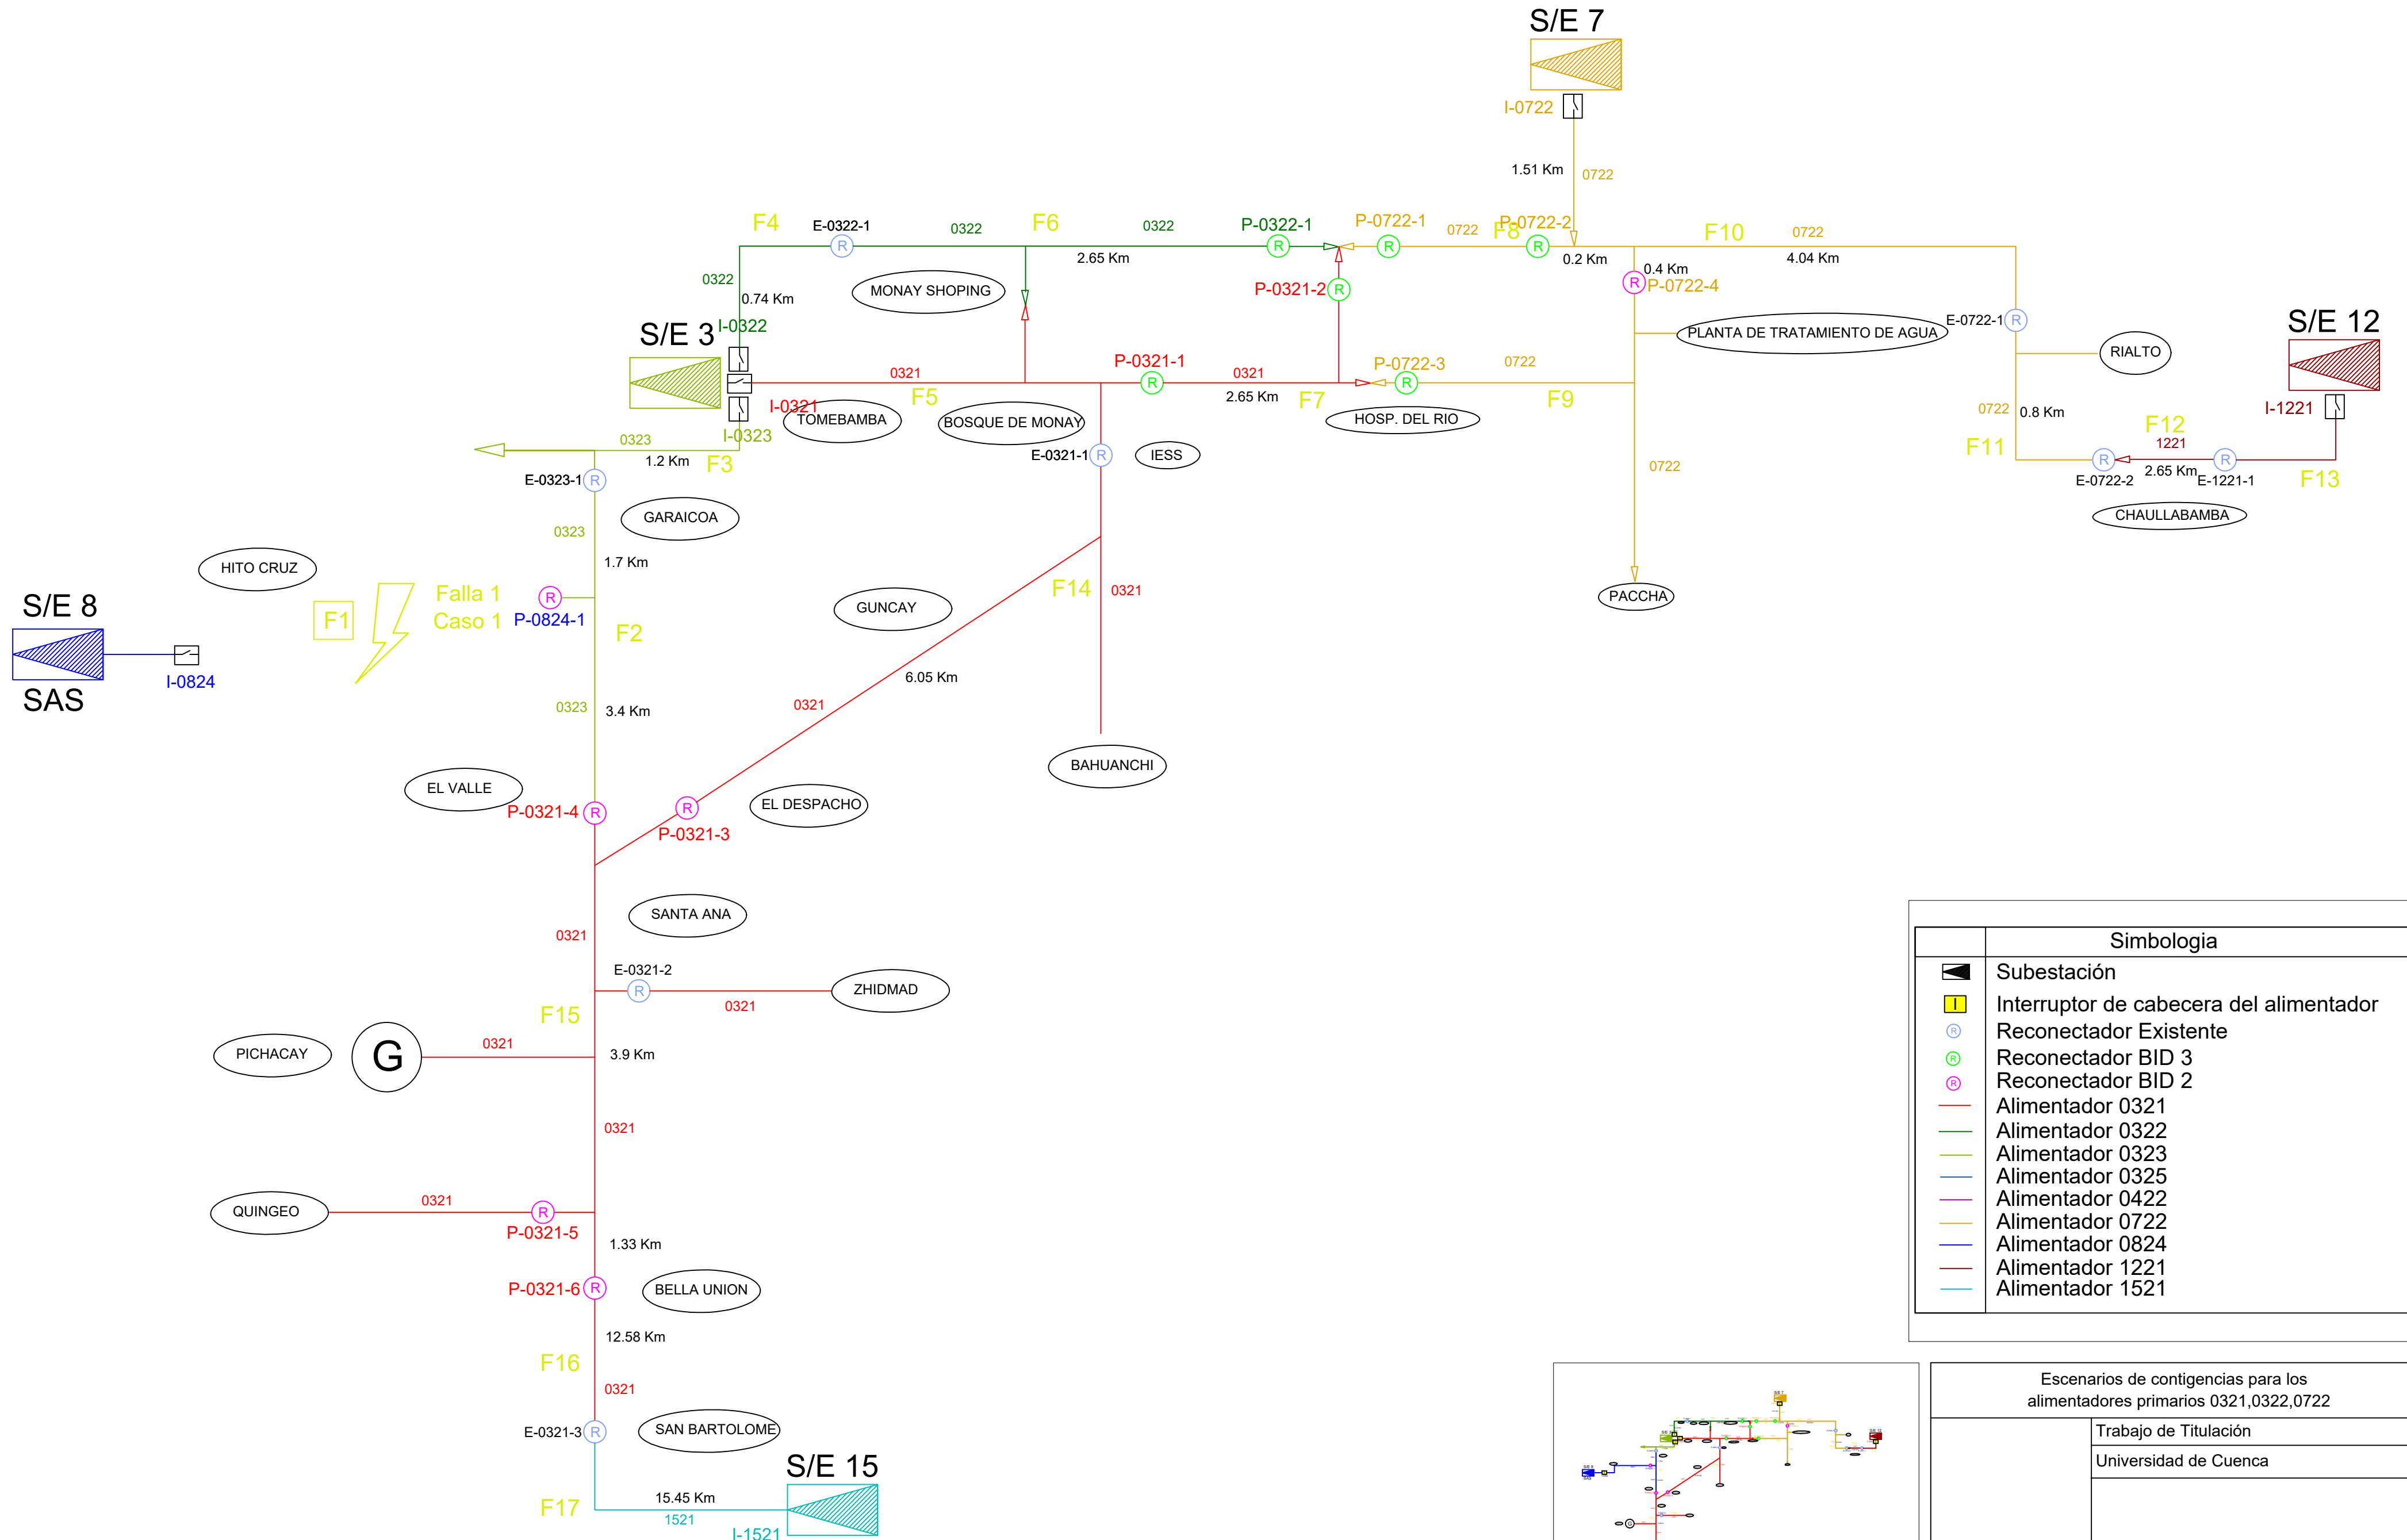 S/E 7
I-0722
1.51 Km
0722
F4
E-0322-1
R
0322
F6
0322
P-0322-1
R
P-0722-1
R
0722
F8
P-0722-2
R
F10
0722
0322
0.74 Km
2.65 Km
0.2 Km
0.4 Km
4.04 Km
MONAY SHOPING
P-0321-2
R
R
P-0722-4
I-0322
S/E 3
PLANTA DE TRATAMIENTO DE AGUA
E-0722-1
R
S/E 12
RIALTO
0321
P-0321-1
R
0321
P-0722-3
R
0722
F5
2.65 Km
F7
F9
I-0321
TOMEBAMBA
BOSQUE DE MONAY
HOSP. DEL RIO
0722
0.8 Km
I-1221
I-0323
0323
1.2 Km
F3
E-0321-1
R
IESS
F12
1221
F11
R
2.65 Km
R
E-0722-2
E-1221-1
F13
0722
E-0323-1
R
GARAICOA
CHAULLABAMBA
0323
1.7 Km
HITO CRUZ
Falla 1
Caso 1
F1
R
P-0824-1
F2
F14
0321
GUNCAY
PACCHA
S/E 8
SAS
I-0824
0323
3.4 Km
6.05 Km
0321
BAHUANCHI
EL VALLE
P-0321-4
R
R
P-0321-3
EL DESPACHO
SANTA ANA
0321
E-0321-2
R
0321
ZHIDMAD
F15
PICHACAY
G
0321
3.9 Km
0321
QUINGEO
0321
R
P-0321-5
1.33 Km
P-0321-6
R
BELLA UNION
12.58 Km
F16
0321
E-0321-3
R
SAN BARTOLOME
S/E 15
15.45 Km
F17
1521
I-1521
Simbologia
Subestación
I
Interruptor de cabecera del alimentador
R
Reconectador Existente
R
Reconectador BID 3
R
Reconectador BID 2
Alimentador 0321
Alimentador 0322
Alimentador 0323
Alimentador 0325
Alimentador 0422
Alimentador 0722
Alimentador 0824
Alimentador 1221
Alimentador 1521
Escenarios de contigencias para los
alimentadores primarios 0321,0322,0722
Trabajo de Titulación
Universidad de Cuenca